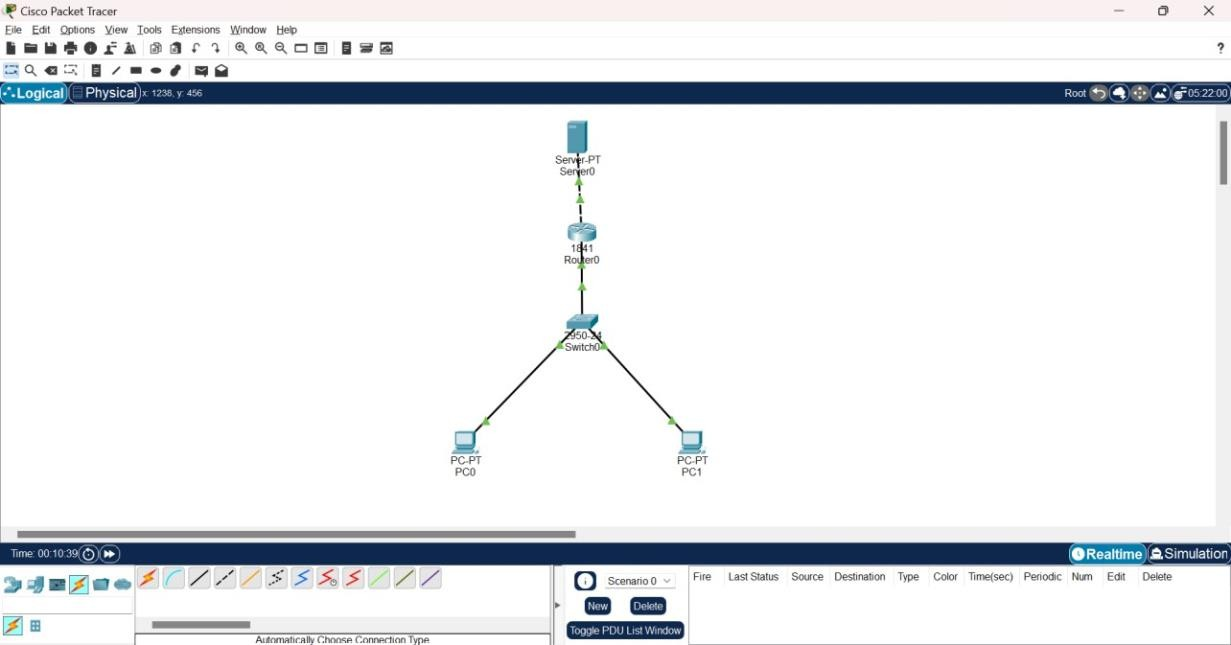 Cisco Packet Tracer
File Edit Options View Tools Extensions Window Help
?
Logical Physical x: 1238, y: 456 Root 05:22:00
Server-PT
Server0
1841
Router0
2950-24
Switch0
PC-PT
PC0
PC-PT
PC1
Time: 00:10:39 Realtime Simulation
Scenario 0
New Delete
Toggle PDU List Window
Fire Last Status Source Destination Type Color Time(sec) Periodic Num Edit Delete
Automatically Choose Connection Type